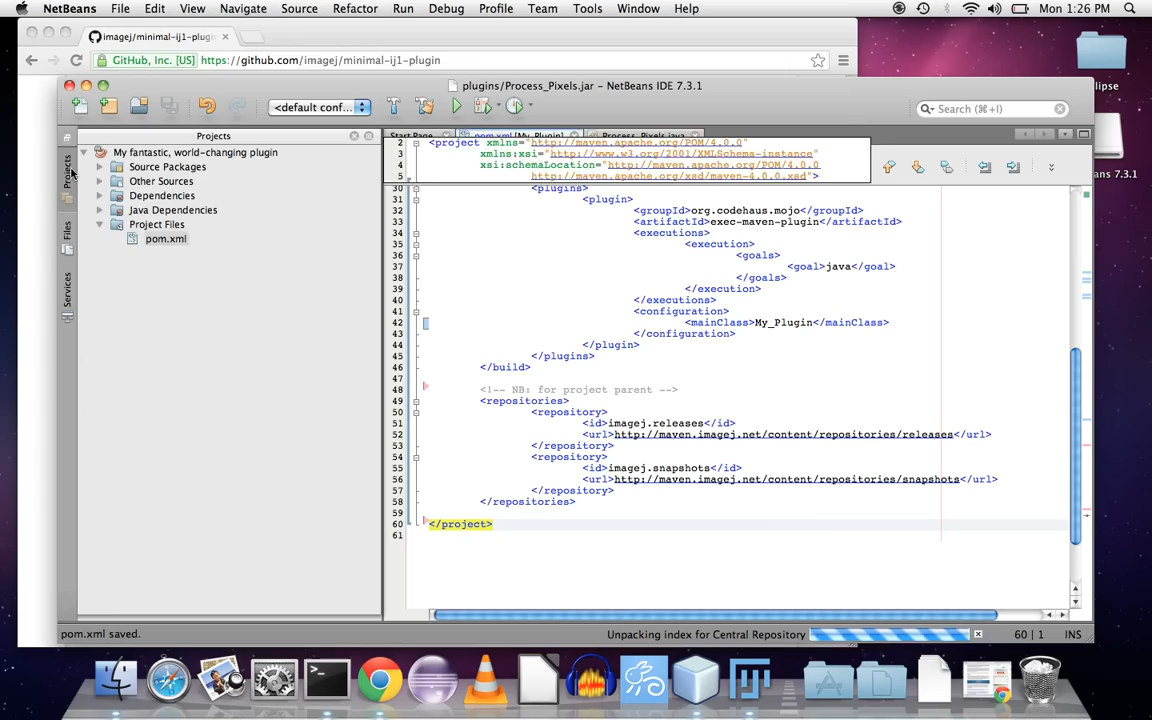 NetBeans File Edit View Navigate Source Refactor Run Debug Profile Team Tools Window Help Mon 1:26 PM
imagej/minimal-ij1-plugi
GitHub, Inc. [US] https://github.com/imagej/minimal-ij1-plugin
plugins/Process_Pixels.jar - NetBeans IDE 7.3.1
<default conf...
Search (⌘+I)
Projects
Start Page pom.xml [My_Plugin] Process_Pixels.java
My fantastic, world-changing plugin
Source Packages
Other Sources
Dependencies
Java Dependencies
Project Files
pom.xml
Projects
Files
Services
2 <project xmlns="http://maven.apache.org/POM/4.0.0"
3 xmlns:xsi="http://www.w3.org/2001/XMLSchema-instance"
4 xsi:schemaLocation="http://maven.apache.org/POM/4.0.0
5 http://maven.apache.org/xsd/maven-4.0.0.xsd">
30 <plugins>
31 <plugin>
32 <groupId>org.codehaus.mojo</groupId>
33 <artifactId>exec-maven-plugin</artifactId>
34 <executions>
35 <execution>
36 <goals>
37 <goal>java</goal>
38 </goals>
39 </execution>
40 </executions>
41 <configuration>
42 <mainClass>My_Plugin</mainClass>
43 </configuration>
44 </plugin>
45 </plugins>
46 </build>
47
48 <!-- NB: for project parent -->
49 <repositories>
50 <repository>
51 <id>imagej.releases</id>
52 <url>http://maven.imagej.net/content/repositories/releases</url>
53 </repository>
54 <repository>
55 <id>imagej.snapshots</id>
56 <url>http://maven.imagej.net/content/repositories/snapshots</url>
57 </repository>
58 </repositories>
59
60 </project>
61
pom.xml saved.
Unpacking index for Central Repository
60 | 1 INS
clipse
ans 7.3.1